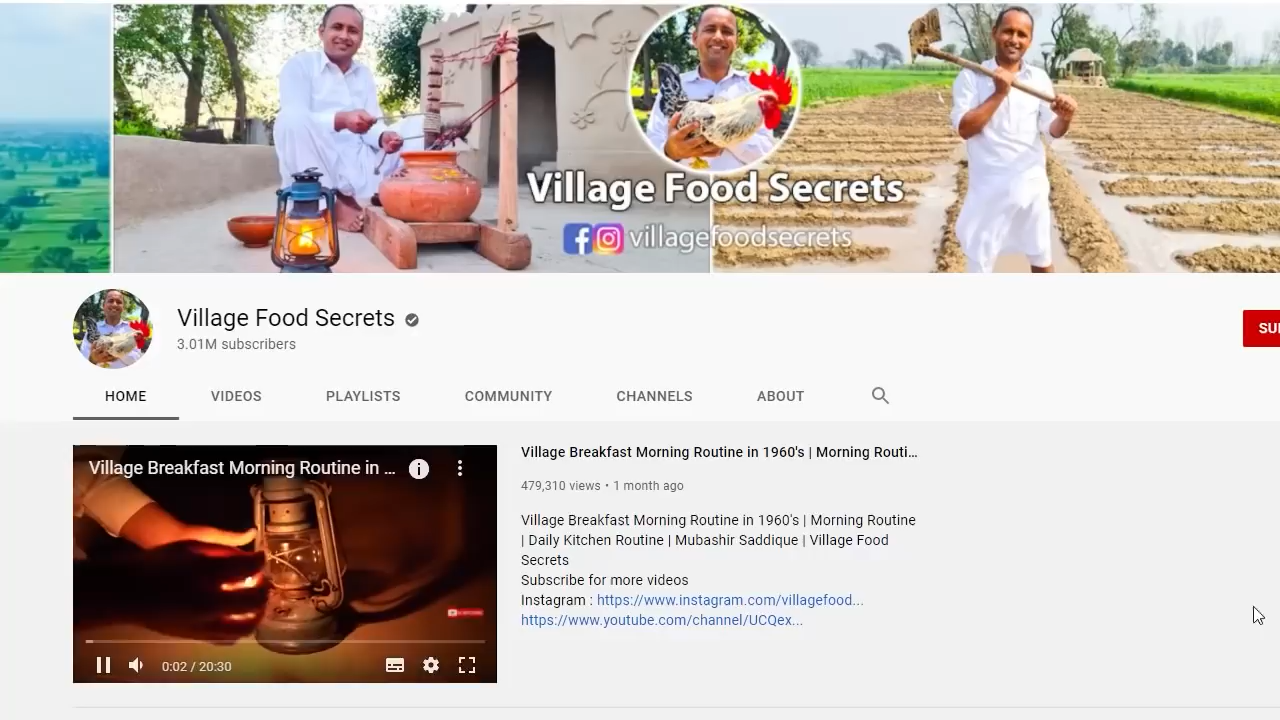 Village Food Secrets
villagefoodsecrets
Village Food Secrets
3.01M subscribers
SU
HOME VIDEOS PLAYLISTS COMMUNITY CHANNELS ABOUT
Village Breakfast Morning Routine in ...
0:02 / 20:30
Village Breakfast Morning Routine in 1960's | Morning Routi...
479,310 views • 1 month ago
Village Breakfast Morning Routine in 1960's | Morning Routine
| Daily Kitchen Routine | Mubashir Saddique | Village Food
Secrets
Subscribe for more videos
Instagram : https://www.instagram.com/villagefood...
https://www.youtube.com/channel/UCQex...